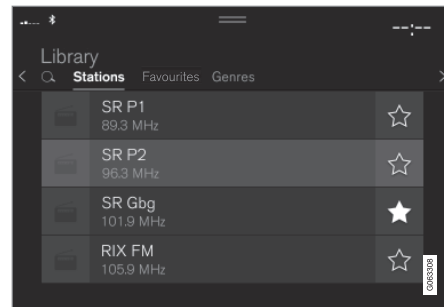 --:--
Library
Stations Favourites Genres
SR P1
89.3 MHz
SR P2
96.3 MHz
SR Gbg
101.9 MHz
RIX FM
105.9 MHz
G063308